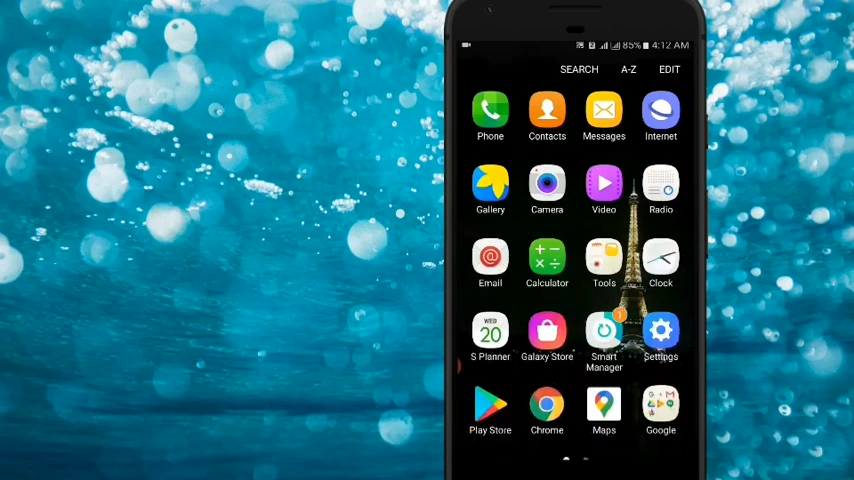 85% 4:12 AM
SEARCH A-Z EDIT
Phone Contacts Messages Internet
Gallery Camera Video Radio
Email Calculator Tools Clock
WED
20
1
S Planner Galaxy Store Smart Manager Settings
Play Store Chrome Maps Google